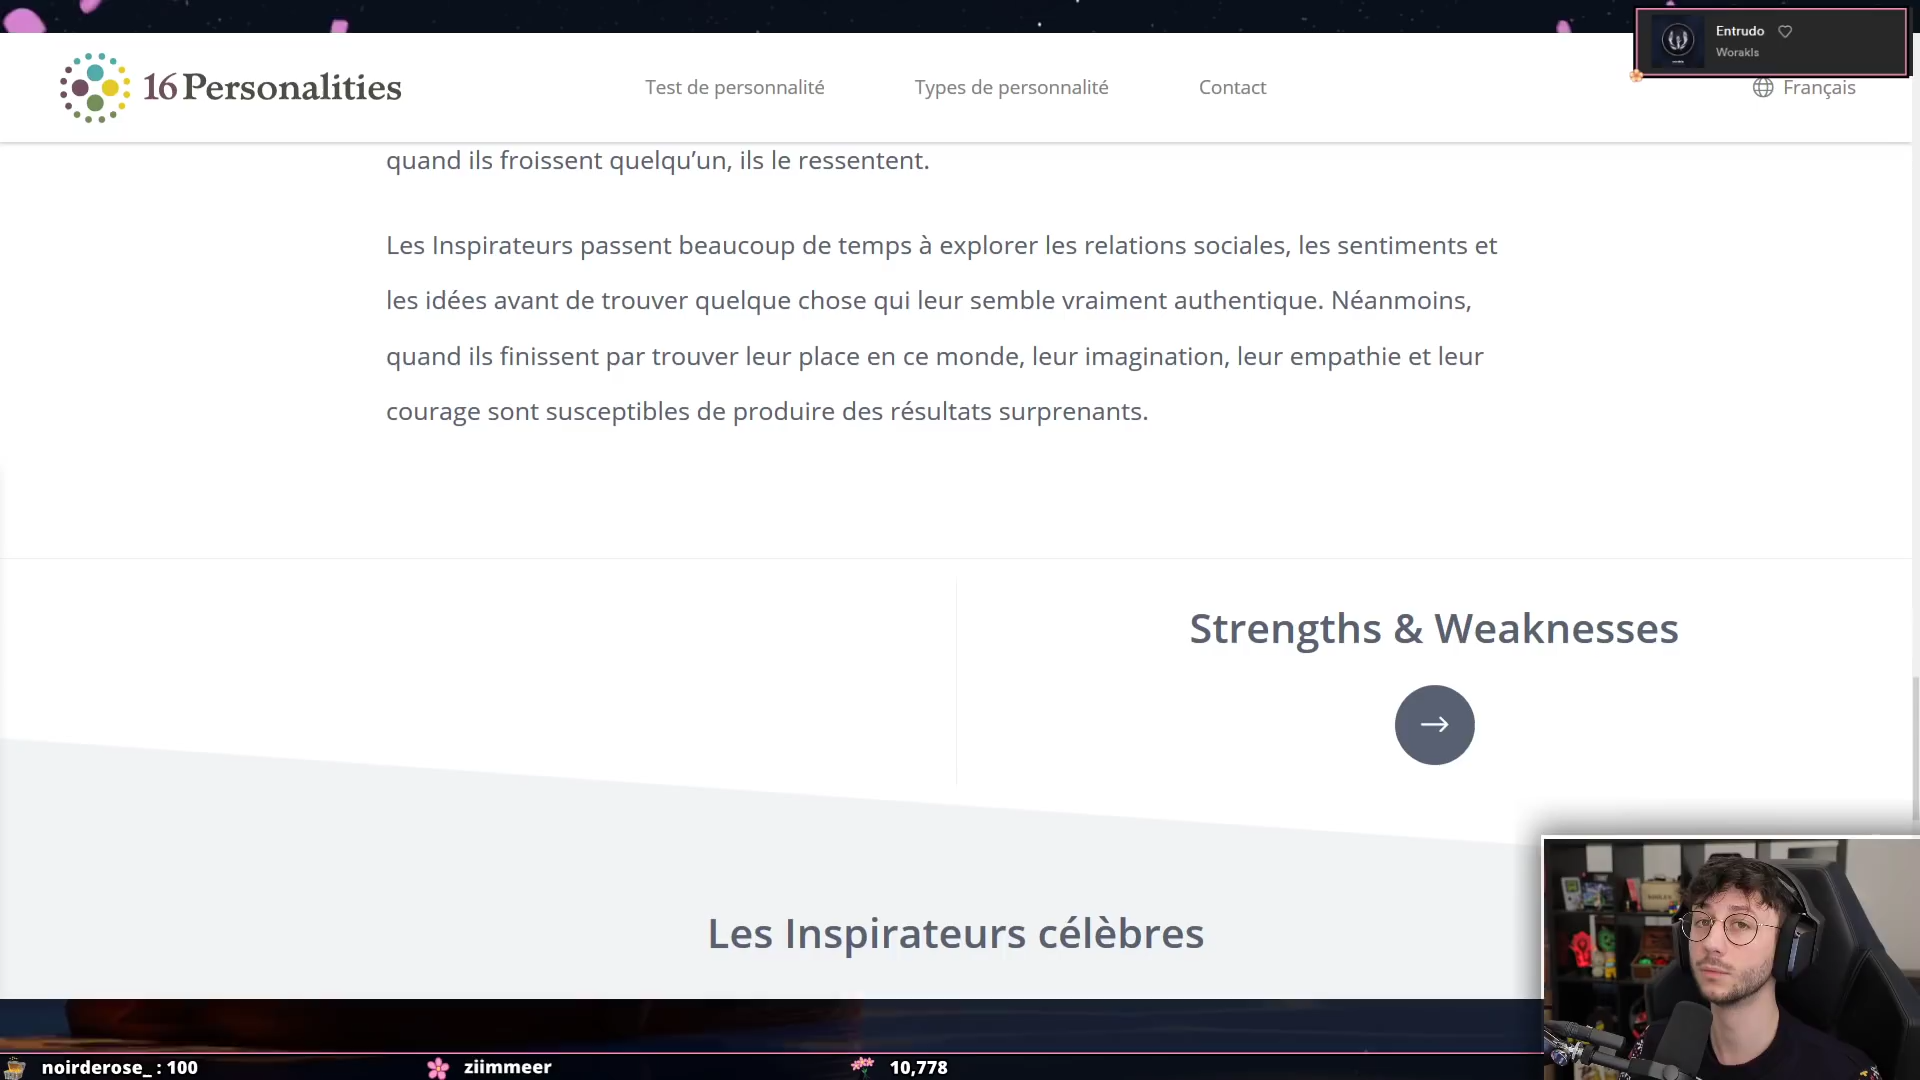 Entrudo
Worakls
16Personalities
Test de personnalité
Types de personnalité
Contact
Français
quand ils froissent quelqu’un, ils le ressentent.
Les Inspirateurs passent beaucoup de temps à explorer les relations sociales, les sentiments et
les idées avant de trouver quelque chose qui leur semble vraiment authentique. Néanmoins,
quand ils finissent par trouver leur place en ce monde, leur imagination, leur empathie et leur
courage sont susceptibles de produire des résultats surprenants.
Strengths & Weaknesses
Les Inspirateurs célèbres
noirderose_ : 100
ziimmeer
10,778